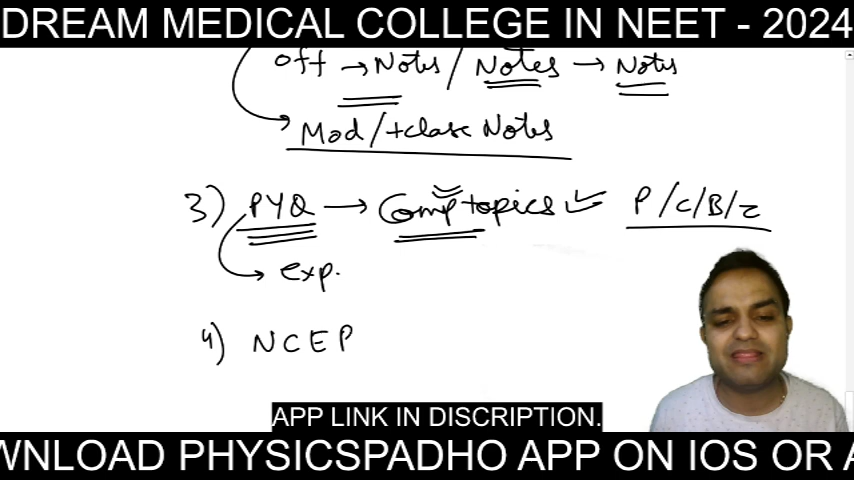 DREAM MEDICAL COLLEGE IN NEET - 2024
Off → Notes / Notes → Notes
Mod/+class Notes
3) PYQ → Comp topics ✓ P/C/B/Z
exp.
4) NCEP
APP LINK IN DISCRIPTION.
WNLOAD PHYSICSPADHO APP ON IOS OR A